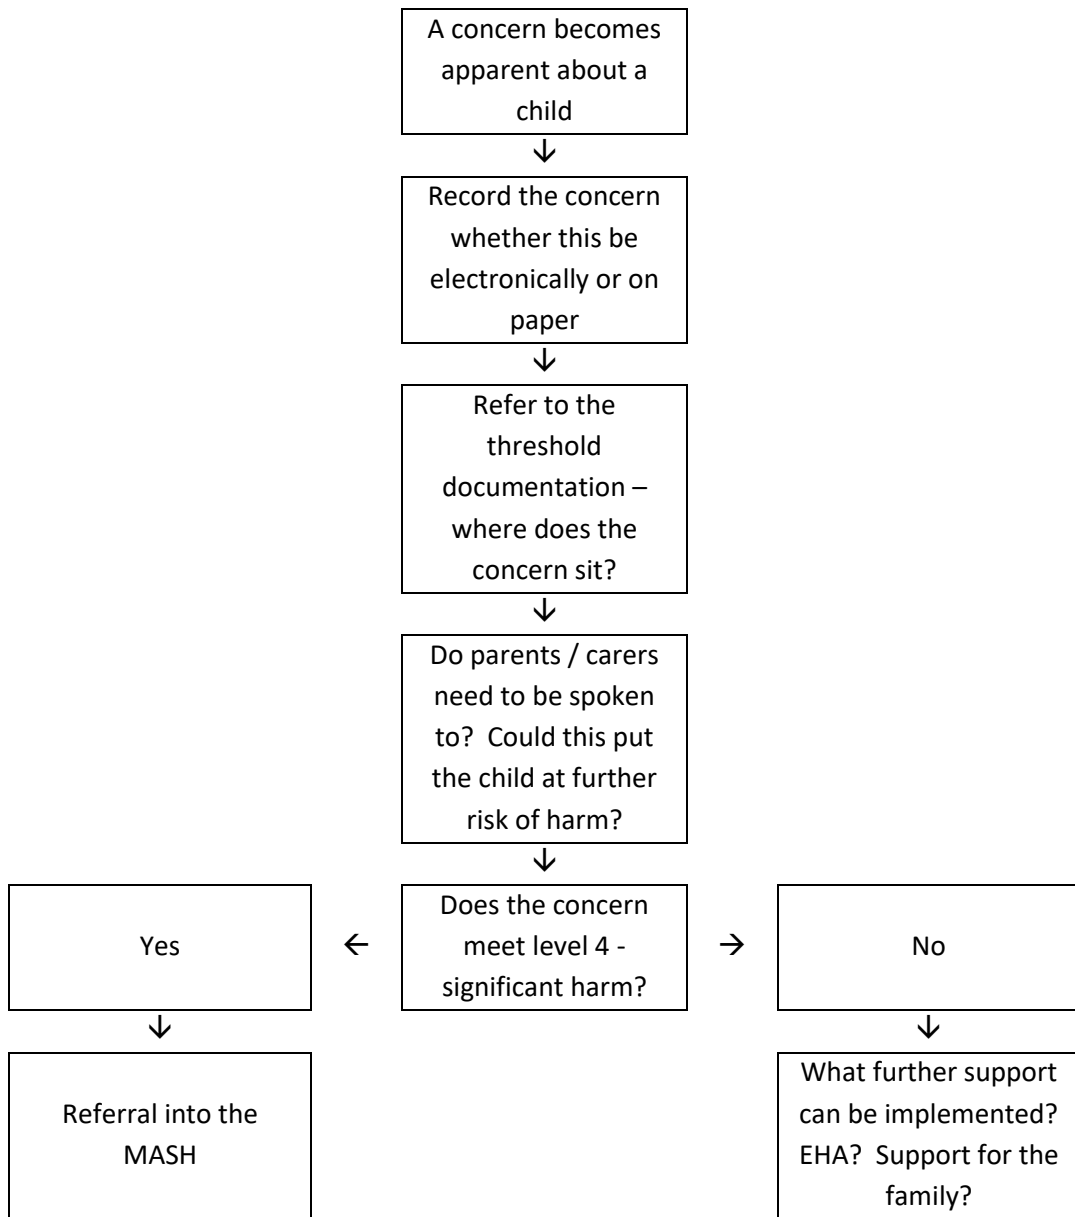 A concern becomes
apparent about a
child
Record the concern
whether this be
electronically or on
paper
Refer to the
threshold
documentation –
where does the
concern sit?
Do parents / carers
need to be spoken
to?  Could this put
the child at further
risk of harm?
Does the concern
meet level 4 -
significant harm?
Yes
No
Referral into the
MASH
What further support
can be implemented?
EHA?  Support for the
family?